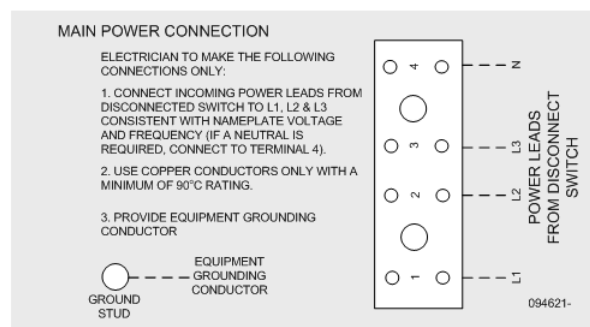 MAIN POWER CONNECTION
ELECTRICIAN TO MAKE THE FOLLOWING
CONNECTIONS ONLY:
1. CONNECT INCOMING POWER LEADS FROM
DISCONNECTED SWITCH TO L1, L2 & L3
CONSISTENT WITH NAMEPLATE VOLTAGE
AND FREQUENCY (IF A NEUTRAL IS
REQUIRED, CONNECT TO TERMINAL 4).
2. USE COPPER CONDUCTORS ONLY WITH A
MINIMUM OF 90°C RATING.
3. PROVIDE EQUIPMENT GROUNDING
CONDUCTOR
EQUIPMENT
GROUNDING
CONDUCTOR
GROUND
STUD
4
N
3
L3
2
L2
1
L1
POWER LEADS
FROM DISCONNECT
SWITCH
094621-